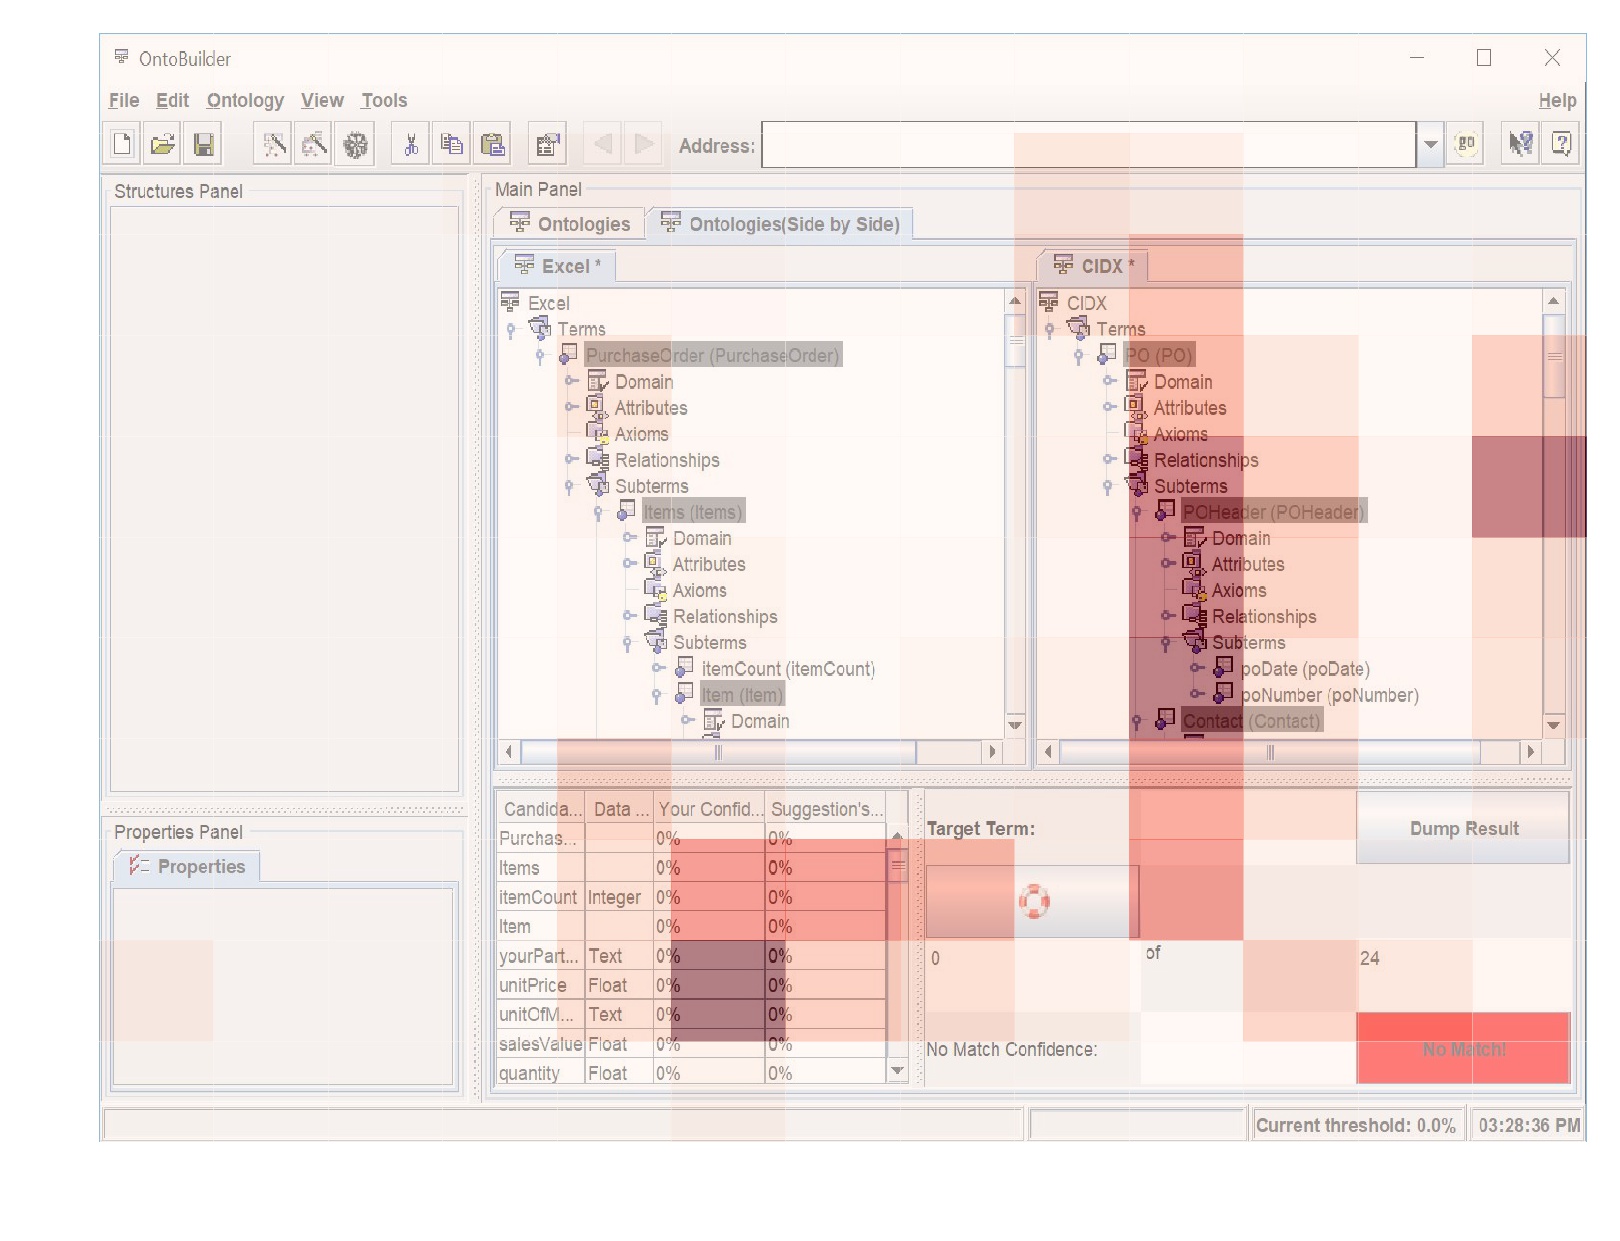 OntoBuilder
File Edit Ontology View Tools Help
Address: go
Structures Panel
Main Panel
Ontologies Ontologies(Side by Side)
Excel *
Excel
Terms
PurchaseOrder (PurchaseOrder)
Domain
Attributes
Axioms
Relationships
Subterms
Items (Items)
Domain
Attributes
Axioms
Relationships
Subterms
itemCount (itemCount)
Item (Item)
Domain
CIDX *
CIDX
Terms
PO (PO)
Domain
Attributes
Axioms
Relationships
Subterms
POHeader (POHeader)
Domain
Attributes
Axioms
Relationships
Subterms
poDate (poDate)
poNumber (poNumber)
Contact (Contact)
Properties Panel
Properties
Candida... Data ... Your Confid... Suggestion's...
Purchas... 0% 0%
Items 0% 0%
itemCount Integer 0% 0%
Item 0% 0%
yourPart... Text 0% 0%
unitPrice Float 0% 0%
unitOfM... Text 0% 0%
salesValue Float 0% 0%
quantity Float 0% 0%
Target Term: Dump Result
0 of 24
No Match Confidence: No Match!
Current threshold: 0.0% 03:28:36 PM